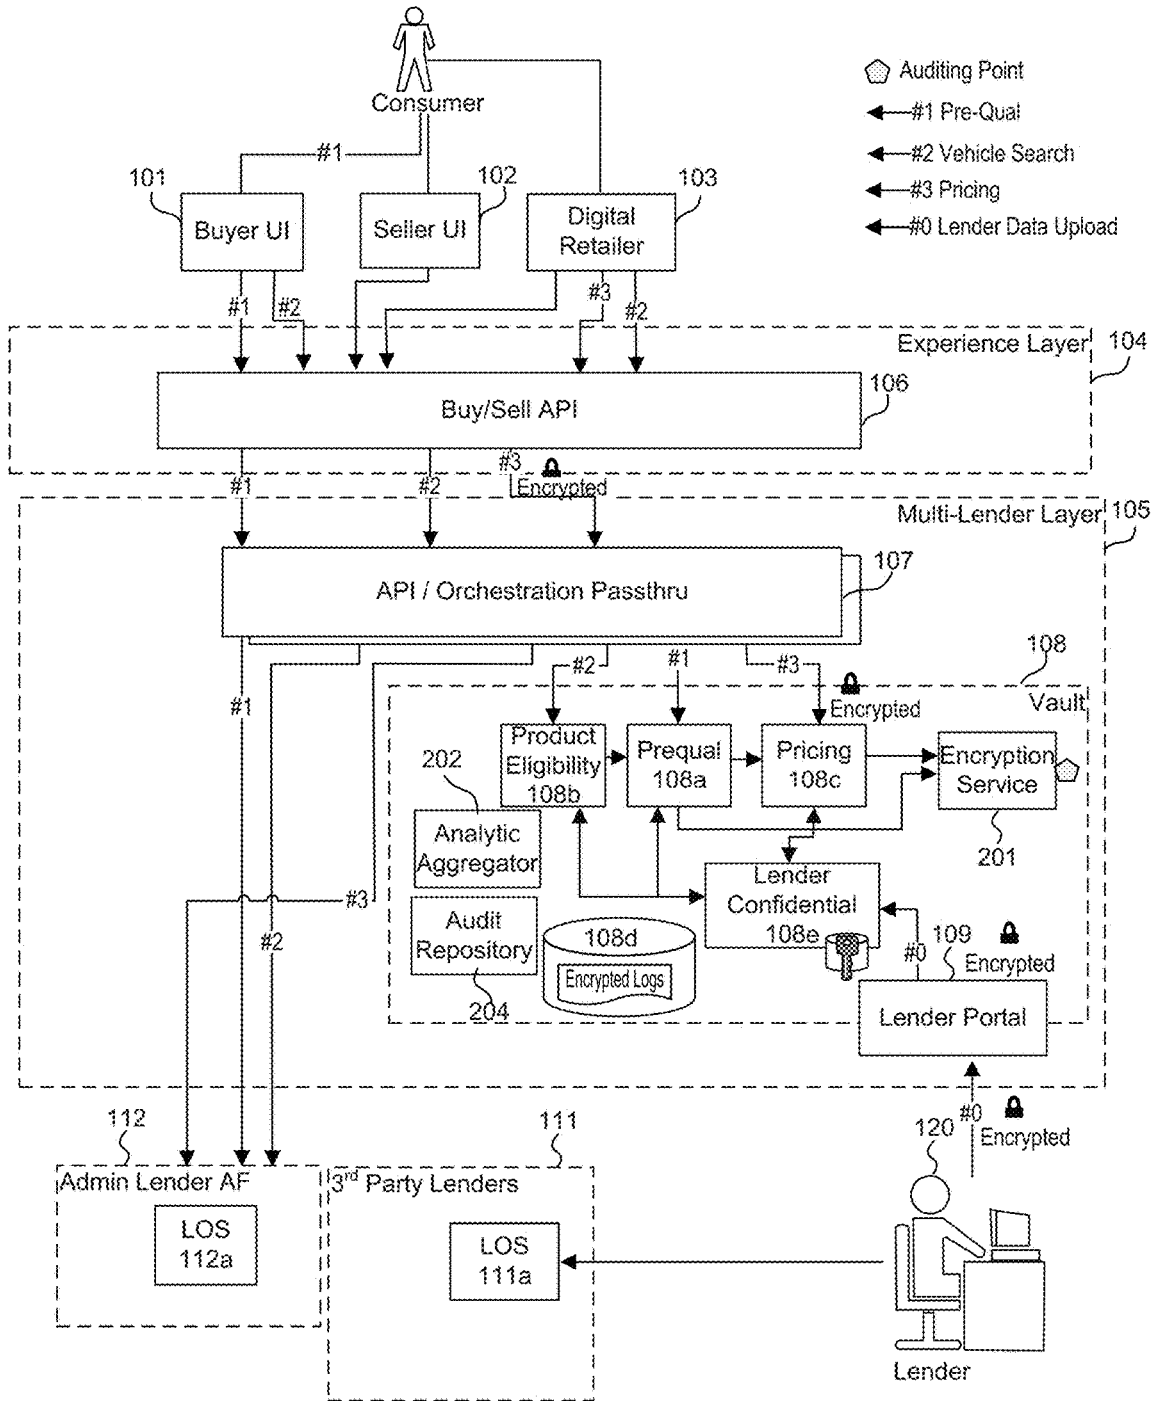 Consumer
Auditing Point
#1 Pre-Qual
#2 Vehicle Search
#3 Pricing
#0 Lender Data Upload
#1
101
102
103
Buyer UI
Seller UI
Digital
Retailer
#1
#2
#3
#2
Experience Layer
104
Buy/Sell API
106
#1
#2
#3
Encrypted
Multi-Lender Layer
105
API / Orchestration Passthru
107
#1
#2
#1
#3
108
Vault
Encrypted
Product
Eligibility
108b
Prequal
108a
Pricing
108c
Encryption
Service
201
202
Analytic
Aggregator
Lender
Confidential
108e
#3
#2
Audit
Repository
204
108d
Encrypted Logs
#0
109
Encrypted
Lender Portal
#0
Encrypted
112
111
120
Admin Lender AF
LOS
112a
3rd Party Lenders
LOS
111a
Lender